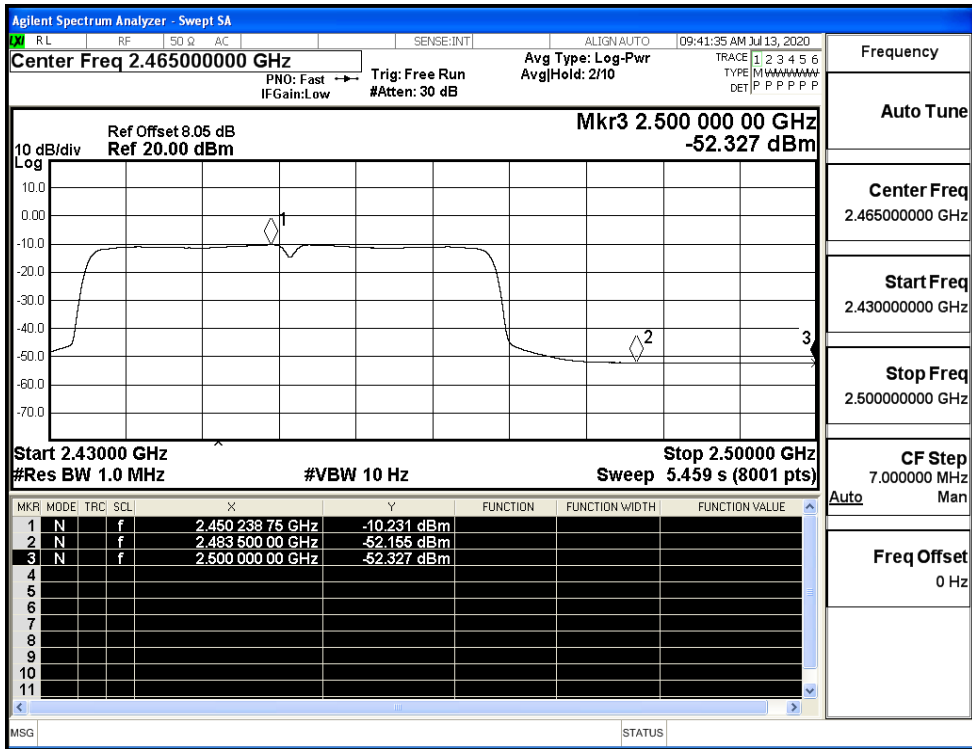 Agilent Spectrum Analyzer - Swept SA
LXI RL RF 50 Ω AC SENSE:INT ALIGN AUTO 09:41:35 AM Jul 13, 2020
Center Freq 2.465000000 GHz
PNO: Fast
IFGain:Low
Trig: Free Run
#Atten: 30 dB
Avg Type: Log-Pwr
Avg|Hold: 2/10
TRACE 1 2 3 4 5 6
TYPE M WWWWW
DET P P P P P P
Ref Offset 8.05 dB
10 dB/div Ref 20.00 dBm
Log
Mkr3 2.500 000 00 GHz
-52.327 dBm
10.0
0.00
-10.0
-20.0
-30.0
-40.0
-50.0
-60.0
-70.0
1
2
3
Start 2.43000 GHz Stop 2.50000 GHz
#Res BW 1.0 MHz #VBW 10 Hz Sweep 5.459 s (8001 pts)
MKR MODE TRC SCL X Y FUNCTION FUNCTION WIDTH FUNCTION VALUE
1 N f 2.450 238 75 GHz -10.231 dBm
2 N f 2.483 500 00 GHz -52.155 dBm
3 N f 2.500 000 00 GHz -52.327 dBm
4
5
6
7
8
9
10
11
MSG STATUS
Frequency
Auto Tune
Center Freq
2.465000000 GHz
Start Freq
2.430000000 GHz
Stop Freq
2.500000000 GHz
CF Step
7.000000 MHz
Auto Man
Freq Offset
0 Hz